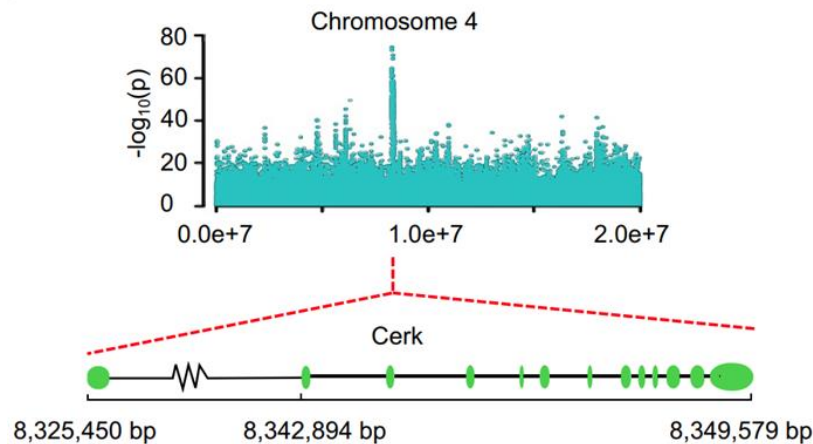 Chromosome 4
80
60
40
20
0
-log₁₀(p)
0.0e+7 1.0e+7 2.0e+7
Cerk
8,325,450 bp 8,342,894 bp 8,349,579 bp